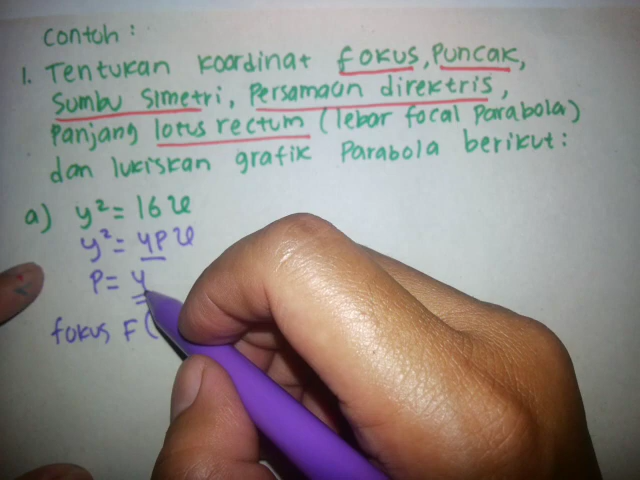 Contoh :
1. Tentukan koordinat fokus, Puncak,
Sumbu Simetri, Persamaan direktris,
Panjang lotus rectum (lebar focal Parabola)
dan lukiskan grafik Parabola berikut :
a) y² = 16x
y² = 4Px
P = 4
fokus F (